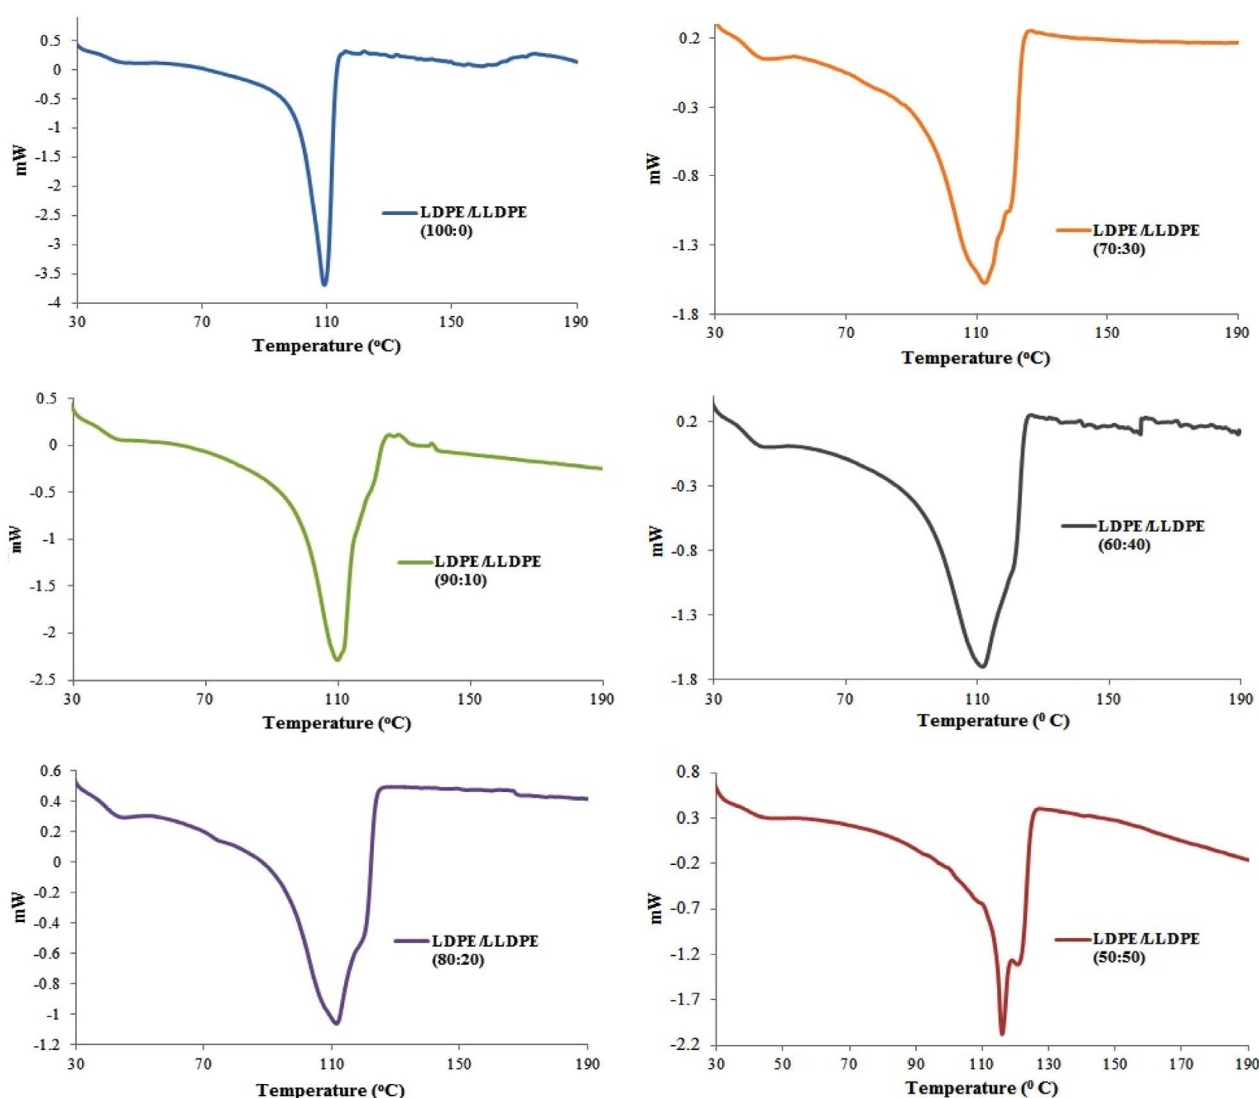 0.5
0
-0.5
-1
-1.5
-2
-2.5
-3
-3.5
-4
mW
LDPE/LLDPE
(100:0)
30 70 110 150 190
Temperature (ºC)
0.2
-0.3
-0.8
-1.3
-1.8
mW
LDPE/LLDPE
(70:30)
30 70 110 150 190
Temperature (ºC)
0.5
0
-0.5
-1
-1.5
-2
-2.5
mW
LDPE/LLDPE
(90:10)
30 70 110 150 190
Temperature (ºC)
0.2
-0.3
-0.8
-1.3
-1.8
mW
LDPE/LLDPE
(60:40)
30 70 110 150 190
Temperature (⁰ C)
0.6
0.4
0.2
0
-0.2
-0.4
-0.6
-0.8
-1
-1.2
mW
LDPE/LLDPE
(80:20)
30 70 110 150 190
Temperature (ºC)
0.8
0.3
-0.2
-0.7
-1.2
-1.7
-2.2
mW
LDPE/LLDPE
(50:50)
30 50 70 90 110 130 150 170 190
Temperature (⁰ C)